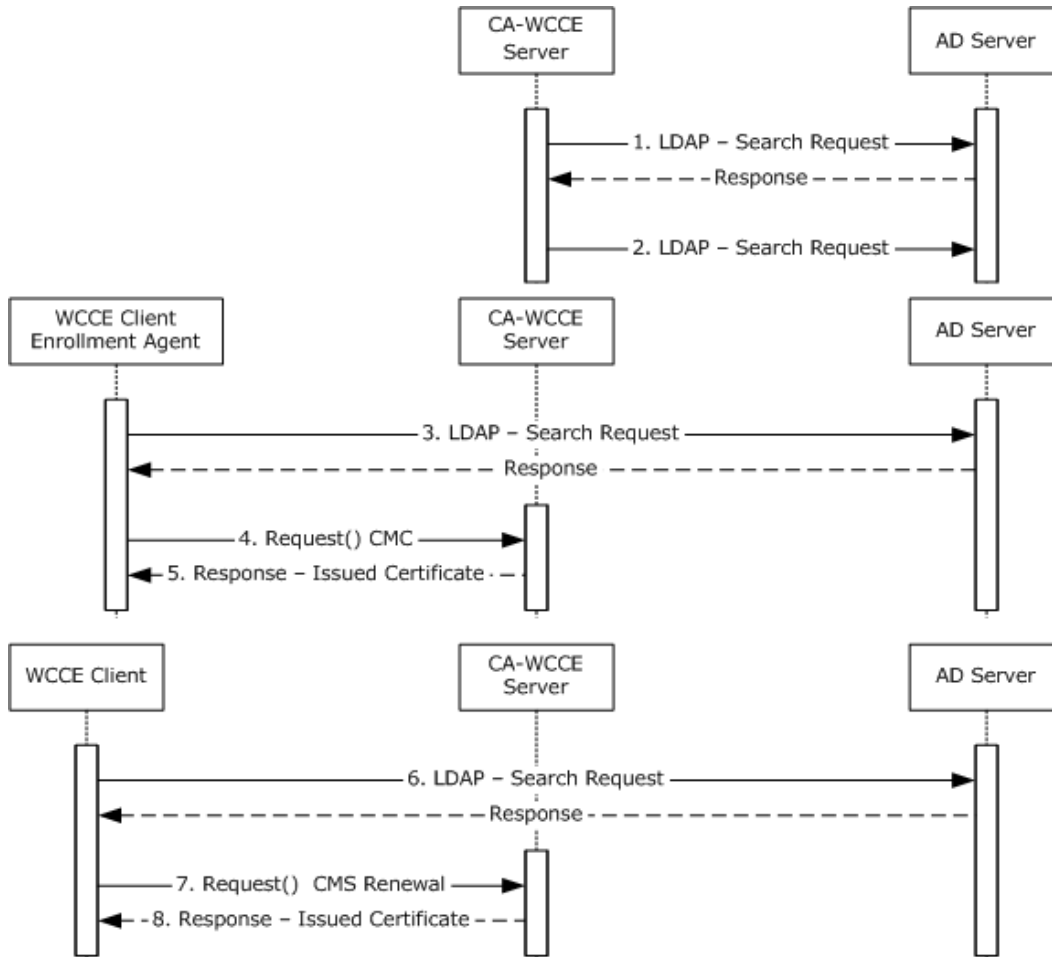 CA-WCCE
Server
AD Server
1. LDAP – Search Request
Response
2. LDAP – Search Request
WCCE Client
Enrollment Agent
CA-WCCE
Server
AD Server
3. LDAP – Search Request
Response
4. Request() CMC
5. Response – Issued Certificate
WCCE Client
CA-WCCE
Server
AD Server
6. LDAP – Search Request
Response
7. Request() CMS Renewal
8. Response – Issued Certificate